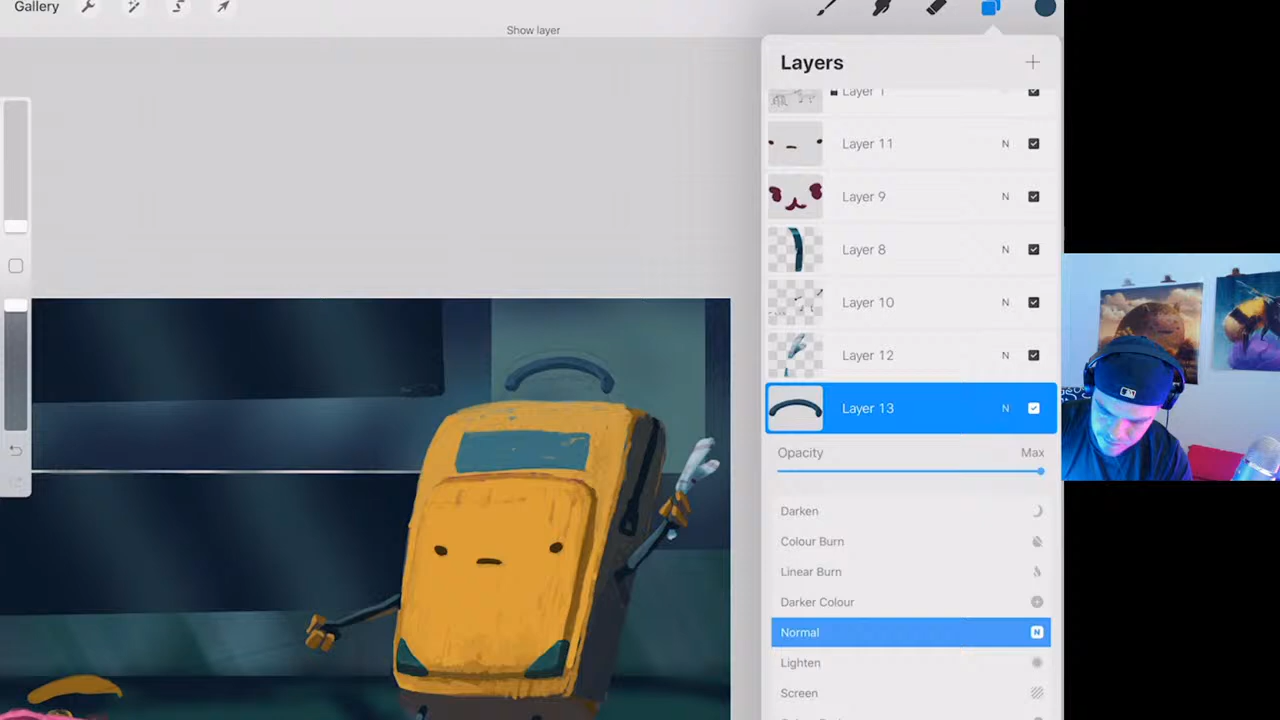 Gallery
Show layer
Layers
Layer 1
Layer 11 N
Layer 9 N
Layer 8 N
Layer 10 N
Layer 12 N
Layer 13 N
Opacity Max
Darken
Colour Burn
Linear Burn
Darker Colour
Normal N
Lighten
Screen